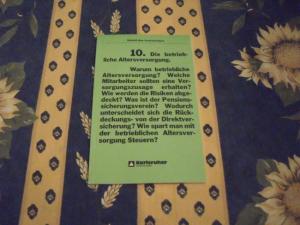 10. Die betrieb-
liche Altersversorgung.
Warum betriebliche
Altersversorgung? Welche
Mitarbeiter sollten eine Ver-
sorgungszusage erhalten?
Wie werden die Risiken abge-
deckt? Was ist der Pensions-
sicherungsverein? Wodurch
unterscheidet sich die Rück-
deckungs- von der Direktver-
sicherung? Wie spart man mit
der betrieblichen Altersver-
sorgung Steuern?
Karlsruher